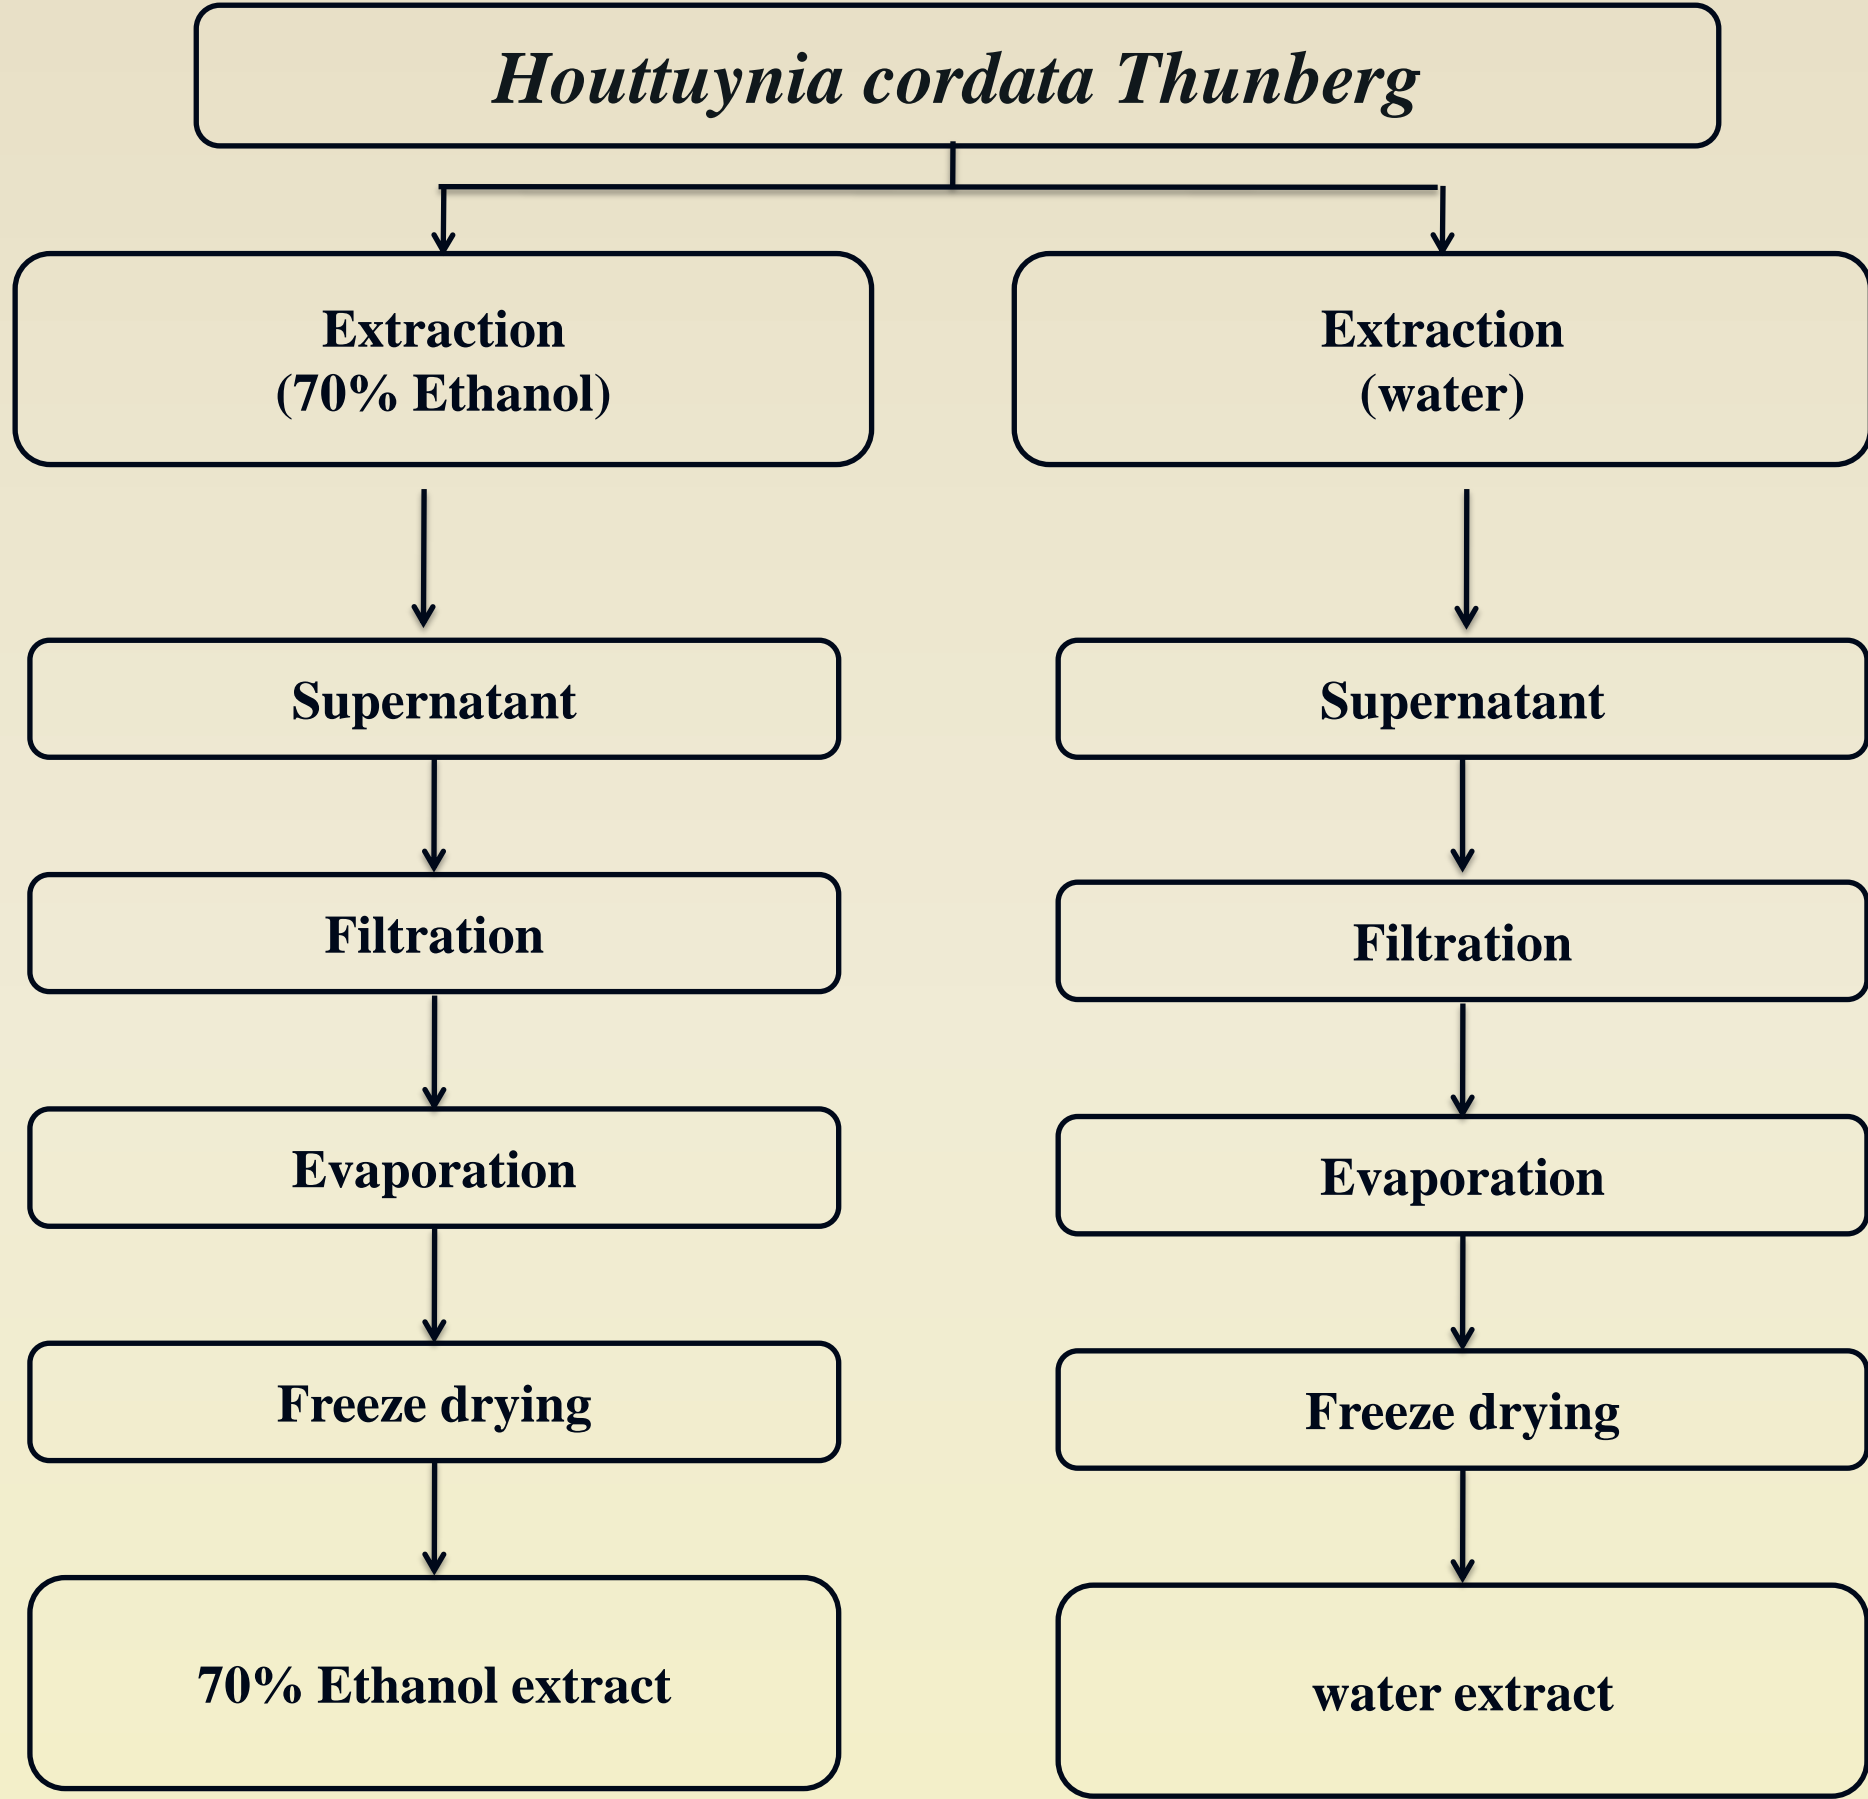 Houttuynia cordata Thunberg
Extraction
(70% Ethanol)
Extraction
(water)
Supernatant
Supernatant
Filtration
Filtration
Evaporation
Evaporation
Freeze drying
Freeze drying
70% Ethanol extract
water extract